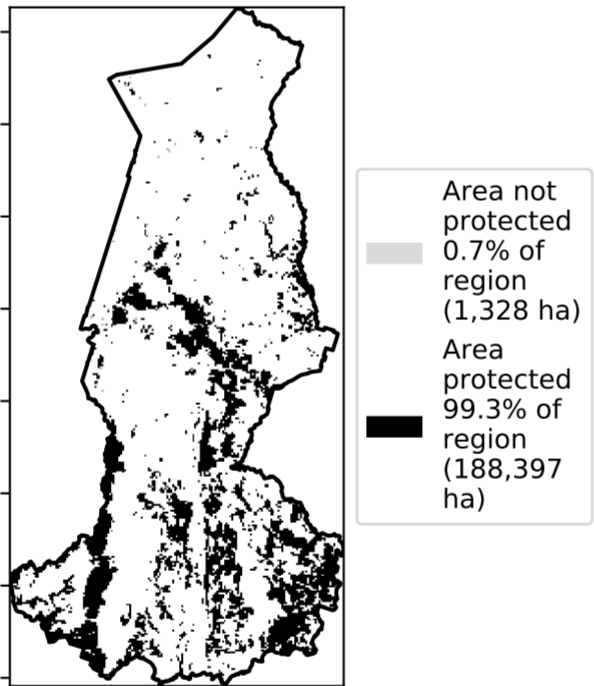 Area not
protected
0.7% of
region
(1,328 ha)
Area
protected
99.3% of
region
(188,397
ha)